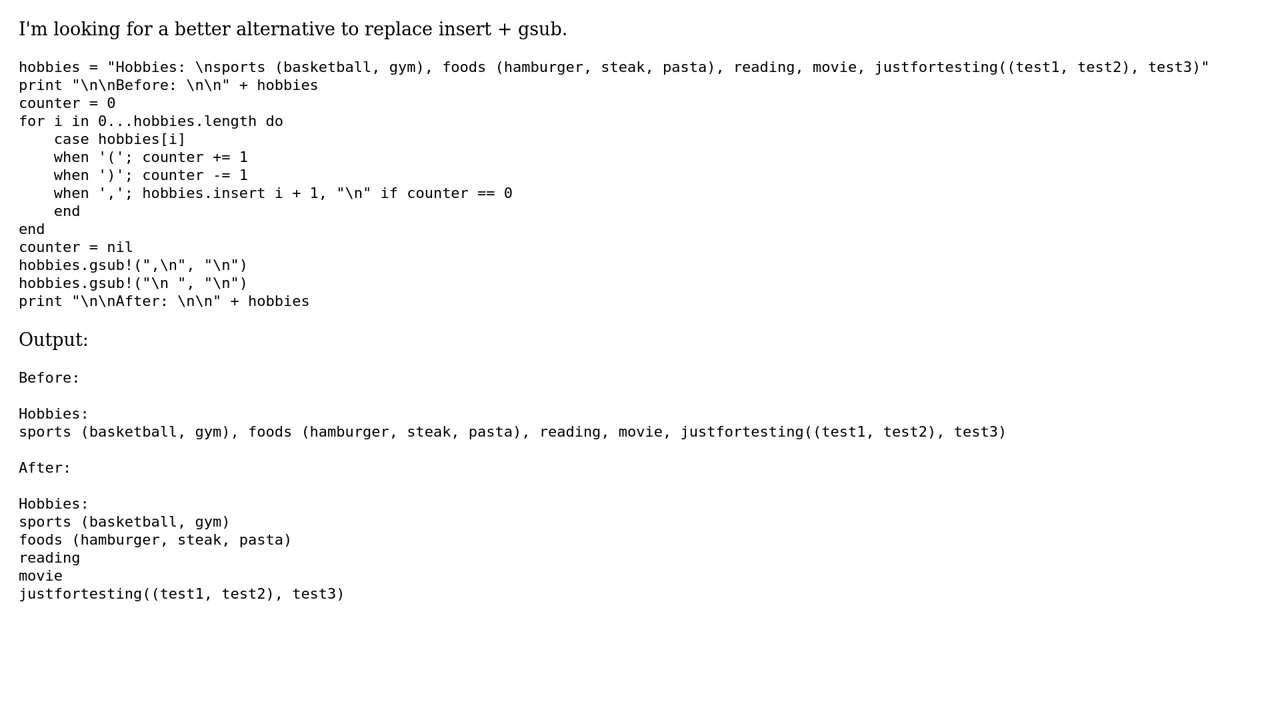 I'm looking for a better alternative to replace insert + gsub.
hobbies = "Hobbies: \nsports (basketball, gym), foods (hamburger, steak, pasta), reading, movie, justfortesting((test1, test2), test3)"
print "\n\nBefore: \n\n" + hobbies
counter = 0
for i in 0...hobbies.length do
    case hobbies[i]
    when '('; counter += 1
    when ')'; counter -= 1
    when ','; hobbies.insert i + 1, "\n" if counter == 0
    end
end
counter = nil
hobbies.gsub!(",\n", "\n")
hobbies.gsub!("\n ", "\n")
print "\n\nAfter: \n\n" + hobbies
Output:
Before:
Hobbies:
sports (basketball, gym), foods (hamburger, steak, pasta), reading, movie, justfortesting((test1, test2), test3)
After:
Hobbies:
sports (basketball, gym)
foods (hamburger, steak, pasta)
reading
movie
justfortesting((test1, test2), test3)